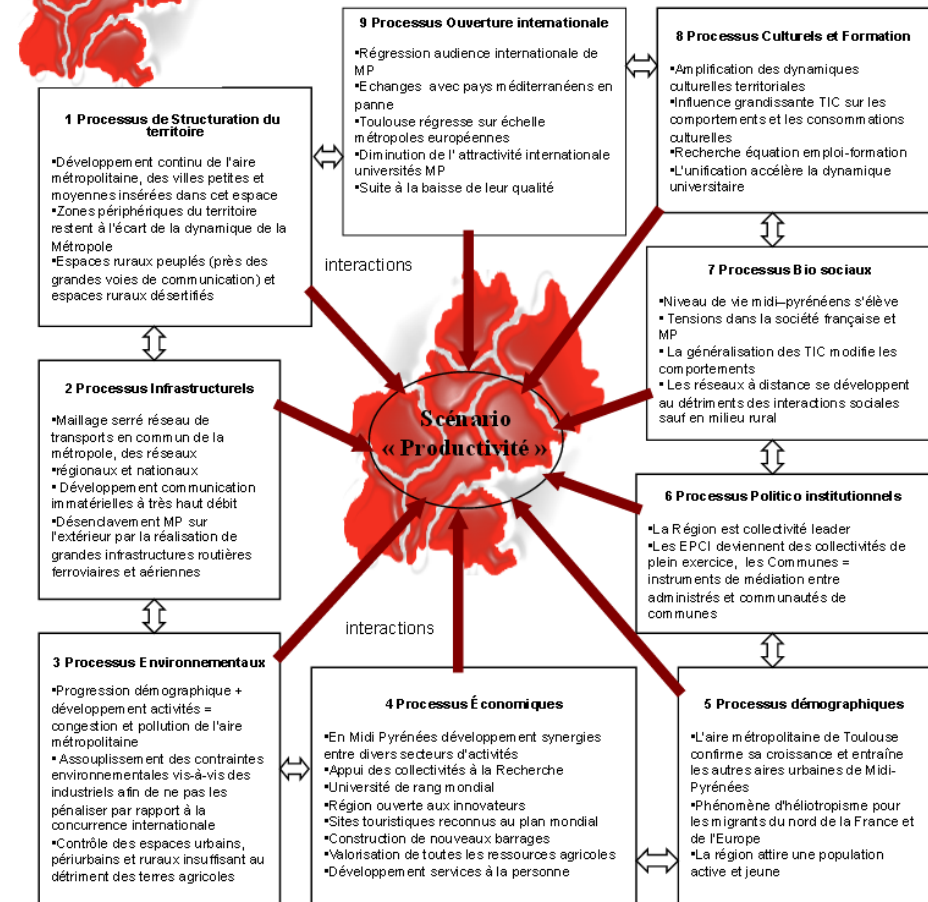 9 Processus Ouverture internationale
▪Régression audience internationale de
MP
▪Echanges avec pays méditerranéens en
panne
▪Toulouse régresse sur échelle
métropoles européennes
▪Diminution de l' attractivité internationale
universités MP
▪Suite à la baisse de leur qualité
8 Processus Culturels et Formation
▪Amplification des dynamiques
culturelles territoriales
▪Influence grandissante TIC sur les
comportements et les consommations
culturelles
▪Recherche équation emploi-formation
▪L'unification accélère la dynamique
universitaire
1 Processus de Structuration du
territoire
▪Développement continu de l'aire
métropolitaine, des villes petites et
moyennes insérées dans cet espace
▪Zones périphériques du territoire
restent à l'écart de la dynamique de la
Métropole
▪Espaces ruraux peuplés (près des
grandes voies de communication) et
espaces ruraux désertifiés
interactions
7 Processus Bio sociaux
▪Niveau de vie midi–pyrénéens s'élève
▪ Tensions dans la société française et
MP
▪ La généralisation des TIC modifie les
comportements
▪ Les réseaux à distance se développent
au détriments des interactions sociales
sauf en milieu rural
2 Processus Infrastructurels
▪Maillage serré réseau de
transports en commun de la
métropole, des réseaux
▪régionaux et nationaux
▪ Développement communication
immatérielles à très haut débit
▪Désenclavement MP sur
l'extérieur par la réalisation de
grandes infrastructures routières
ferroviaires et aériennes
Scénario
« Productivité »
6 Processus Politico institutionnels
▪La Région est collectivité leader
▪Les EPCI deviennent des collectivités de
plein exercice, les Communes =
instruments de médiation entre
administrés et communautés de
communes
interactions
3 Processus Environnementaux
▪Progression démographique +
développement activités =
congestion et pollution de l'aire
métropolitaine
▪ Assouplissement des contraintes
environnementales vis-à-vis des
industriels afin de ne pas les
pénaliser par rapport à la
concurrence internationale
▪Contrôle des espaces urbains,
périurbains et ruraux insuffisant au
détriment des terres agricoles
4 Processus Économiques
▪En Midi Pyrénées développement synergies
entre divers secteurs d'activités
▪Appui des collectivités à la Recherche
▪Université de rang mondial
▪Région ouverte aux innovateurs
▪Sites touristiques reconnus au plan mondial
▪Construction de nouveaux barrages
▪Valorisation de toutes les ressources agricoles
▪Développement services à la personne
5 Processus démographiques
▪L'aire métropolitaine de Toulouse
confirme sa croissance et entraîne
les autres aires urbaines de Midi-
Pyrénées
▪Phénomène d'héliotropisme pour
les migrants du nord de la France et
de l'Europe
▪La région attire une population
active et jeune